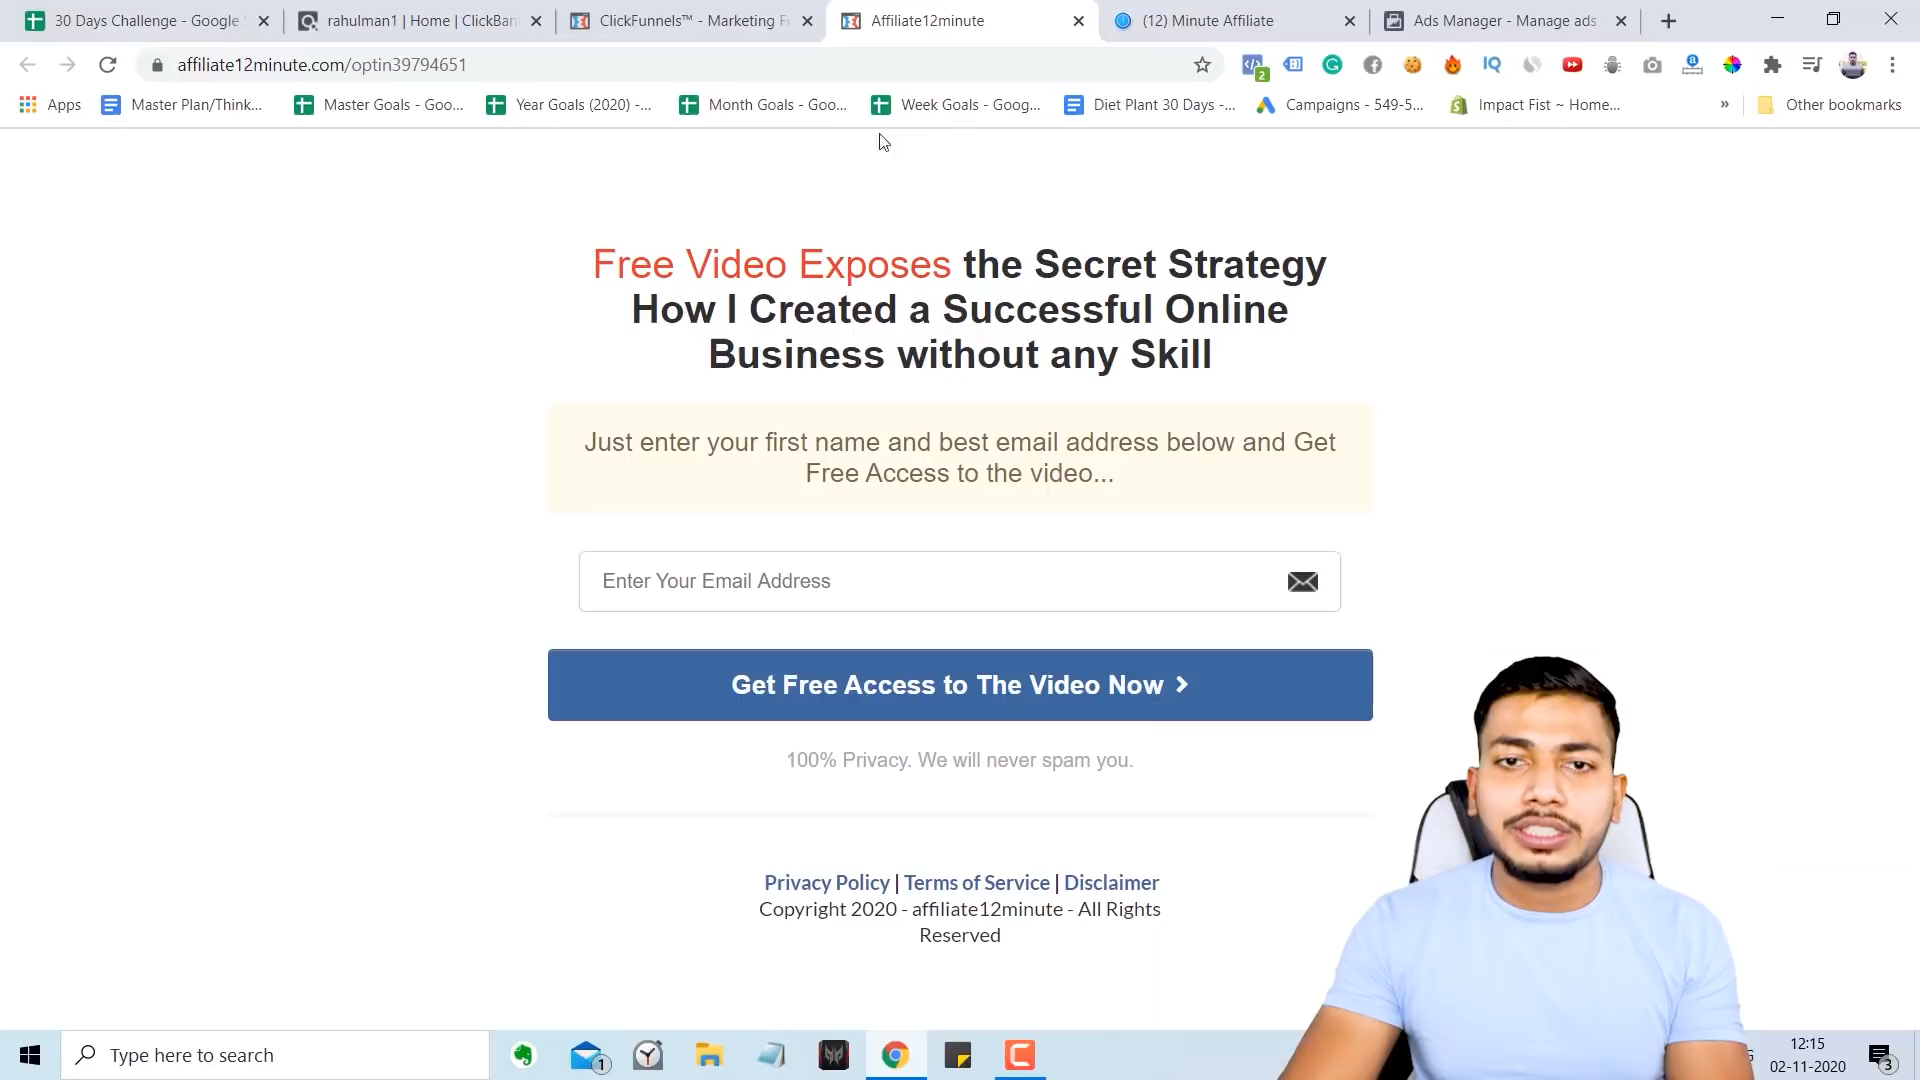 30 Days Challenge - Google
rahulman1 | Home | ClickBan
ClickFunnels™ - Marketing F
Affiliate12minute
(12) Minute Affiliate
Ads Manager - Manage ads
affiliate12minute.com/optin39794651
2
Apps
Master Plan/Think...
Master Goals - Goo...
Year Goals (2020) -...
Month Goals - Goo...
Week Goals - Goog...
Diet Plant 30 Days -...
Campaigns - 549-5...
Impact Fist ~ Home...
»
Other bookmarks
Free Video Exposes the Secret Strategy
How I Created a Successful Online
Business without any Skill
Just enter your first name and best email address below and Get
Free Access to the video...
Enter Your Email Address
Get Free Access to The Video Now
100% Privacy. We will never spam you.
Privacy Policy | Terms of Service | Disclaimer
Copyright 2020 - affiliate12minute - All Rights
Reserved
Type here to search
1
12:15
02-11-2020
3